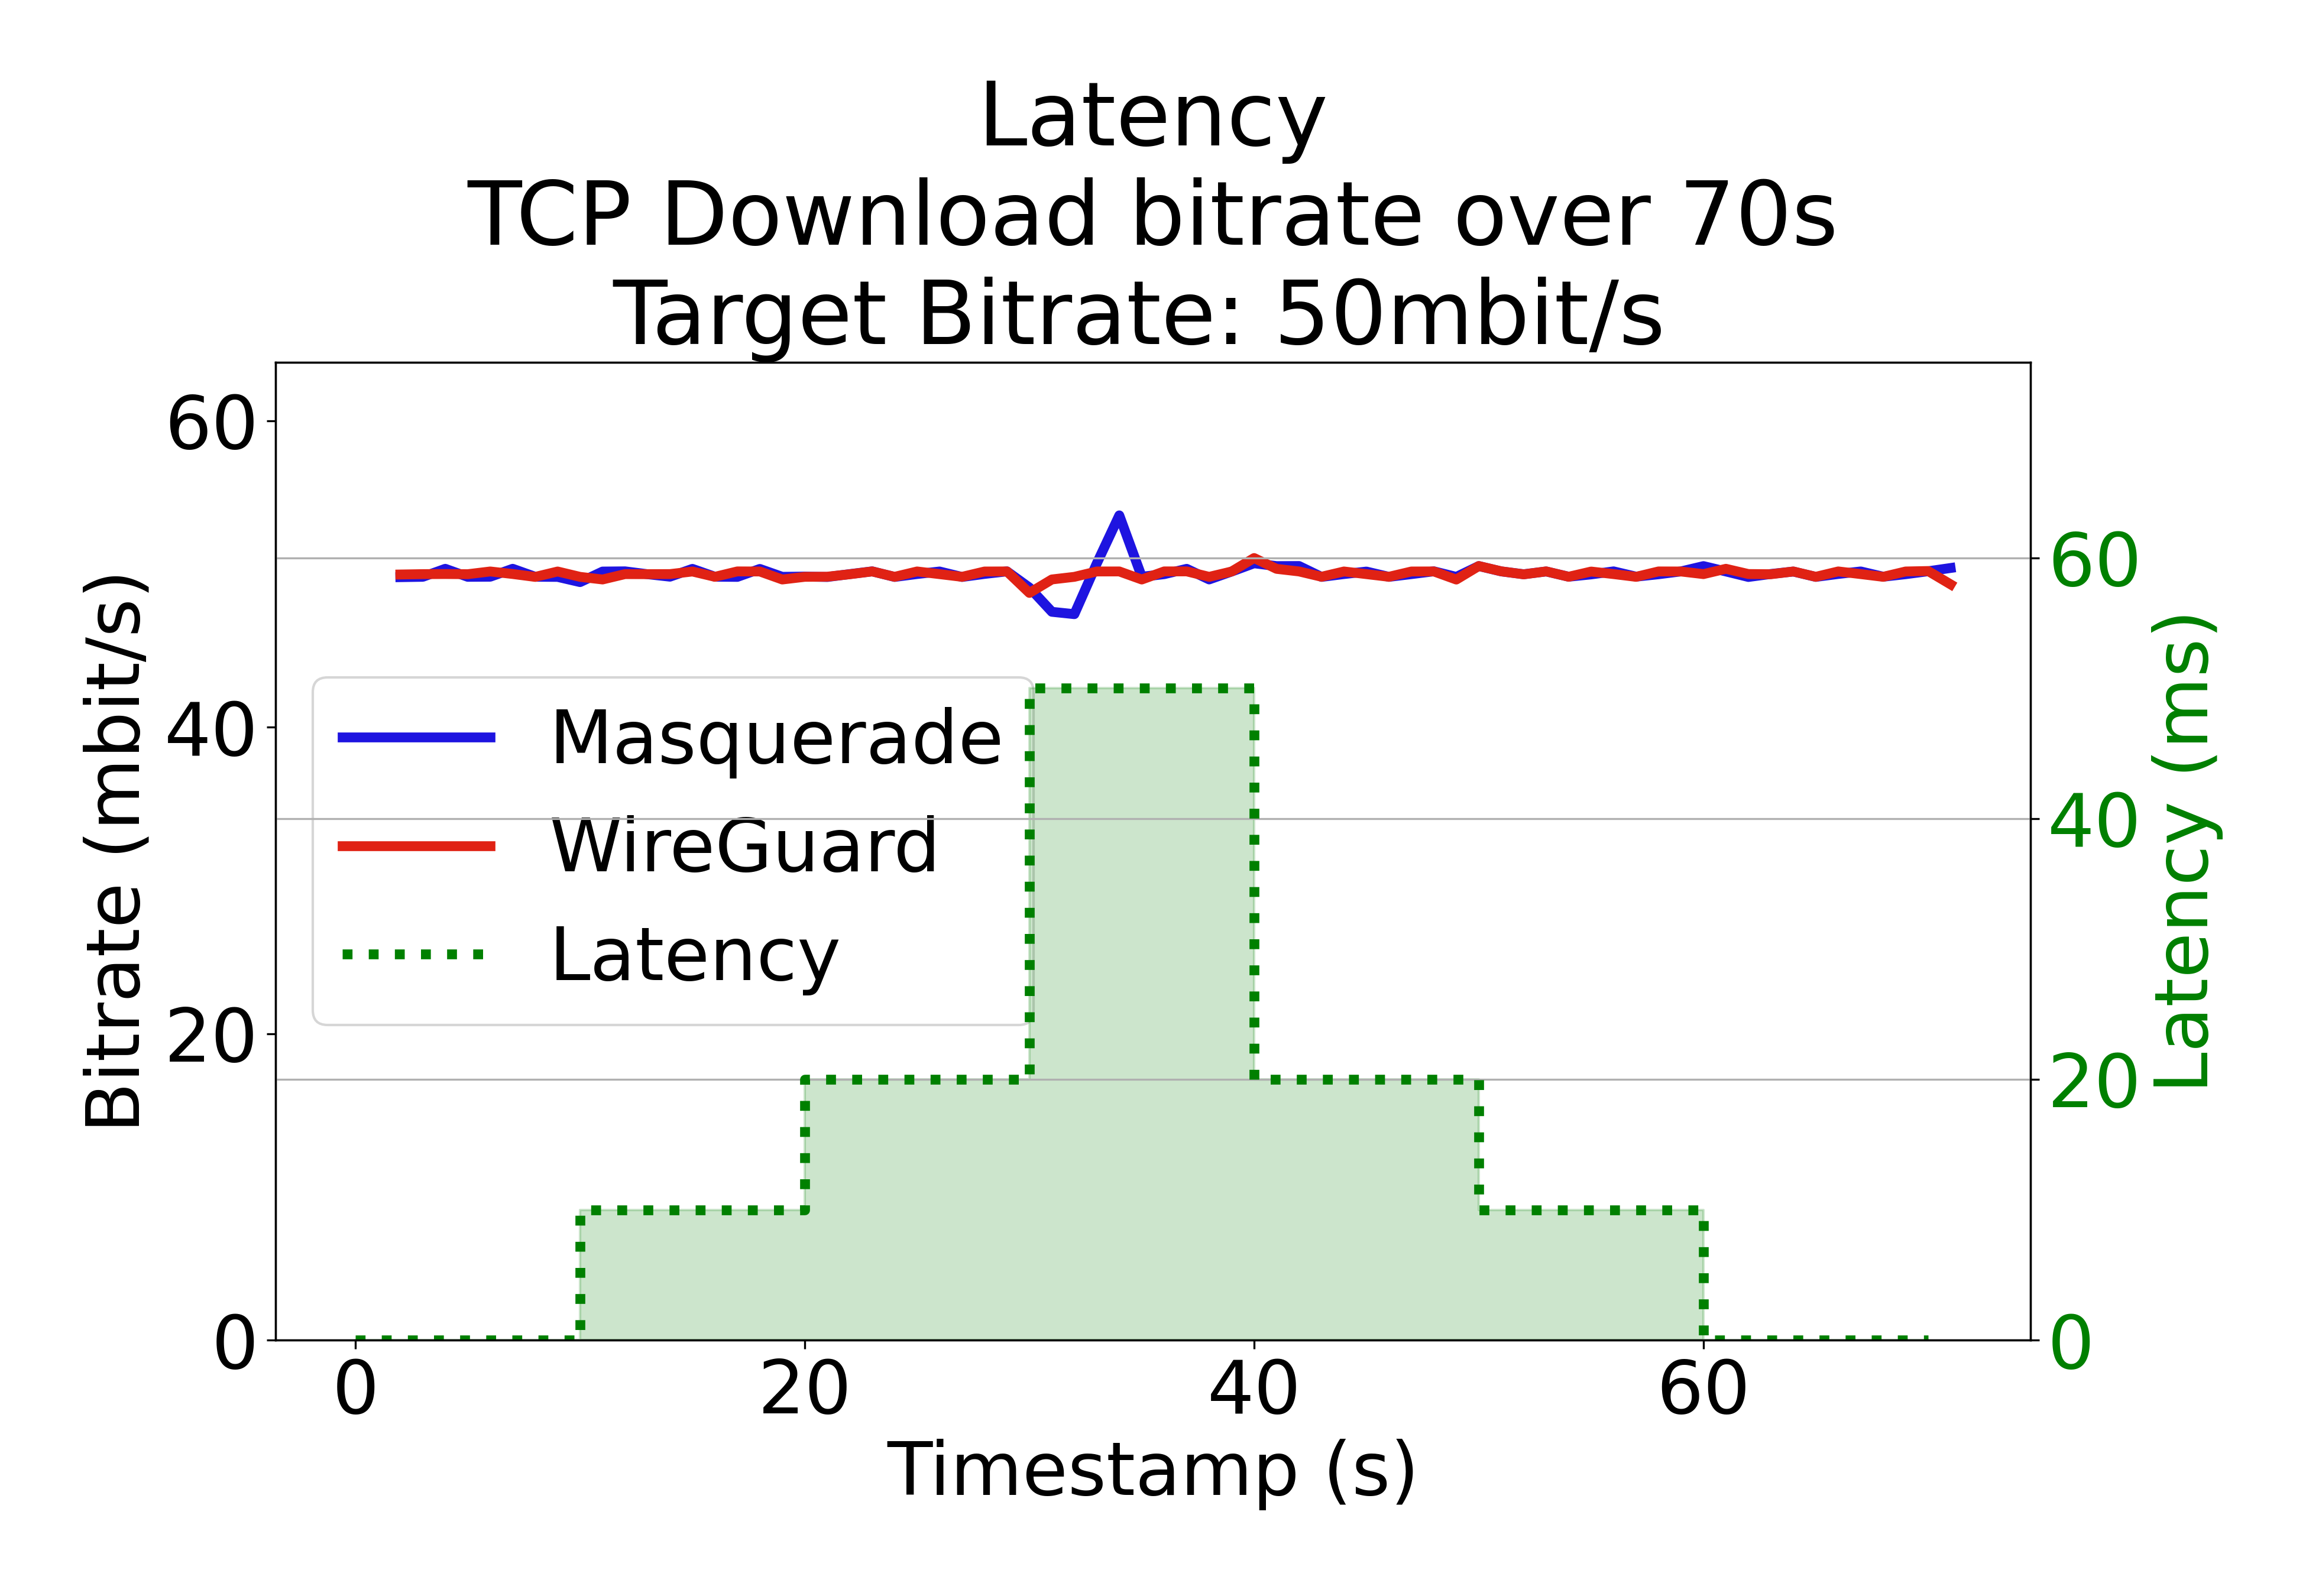 Latency
TCP Download bitrate over 70s
Target Bitrate: 50mbit/s
60
40
20
0
Bitrate (mbit/s)
Masquerade
WireGuard
Latency
60
40
20
0
Latency (ms)
0 20 40 60
Timestamp (s)